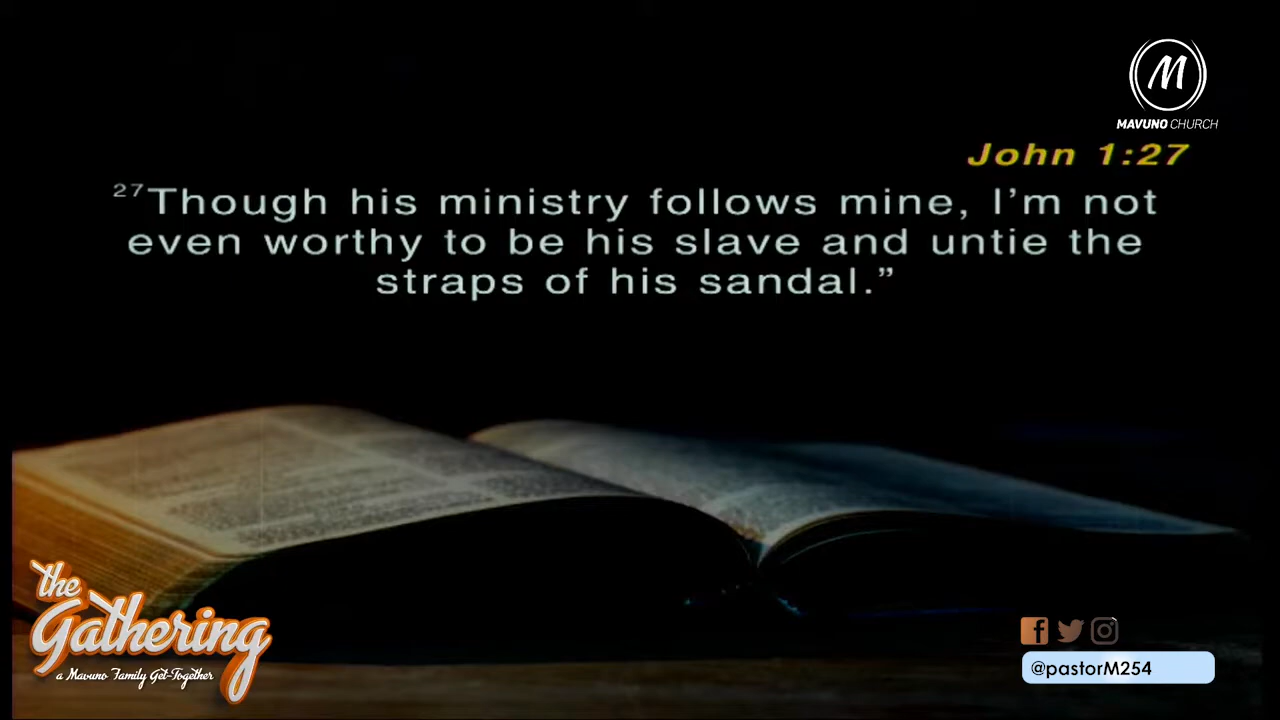 M
MAVUNO CHURCH
John 1:27
27Though his ministry follows mine, I’m not
even worthy to be his slave and untie the
straps of his sandal.”
the
Gathering
a Mavuno Family Get-Together
@pastorM254